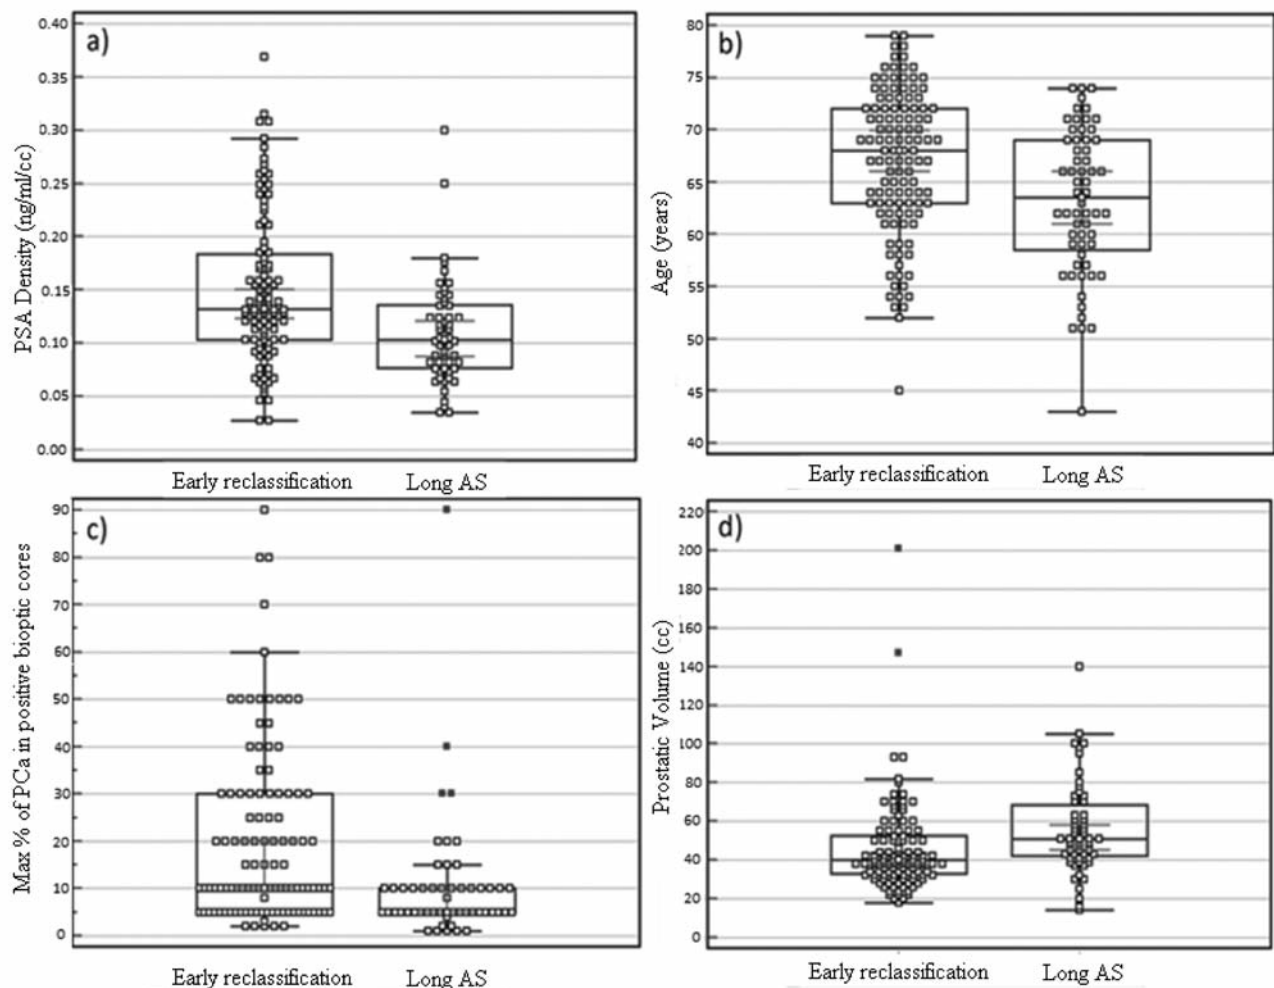 a)
PSA Density (ng/ml/cc)
0.40
0.35
0.30
0.25
0.20
0.15
0.10
0.05
0.00
Early reclassification
Long AS
b)
Age (years)
80
75
70
65
60
55
50
45
40
Early reclassification
Long AS
c)
Max % of PCa in positive bioptic cores
90
80
70
60
50
40
30
20
10
0
Early reclassification
Long AS
d)
Prostatic Volume (cc)
220
200
180
160
140
120
100
80
60
40
20
0
Early reclassification
Long AS